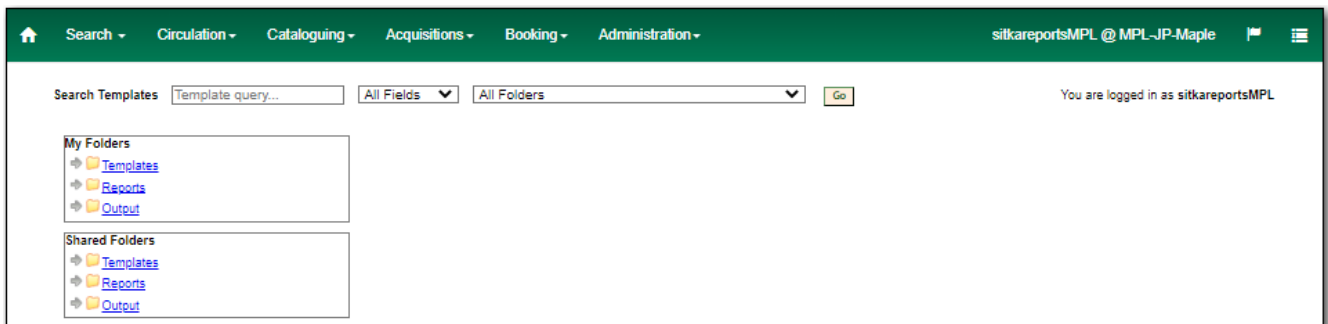 Search Circulation Cataloguing Acquisitions Booking Administration sitkareportsMPL @ MPL-JP-Maple
Search Templates Template query... All Fields All Folders Go You are logged in as sitkareportsMPL
My Folders
Templates
Reports
Output
Shared Folders
Templates
Reports
Output